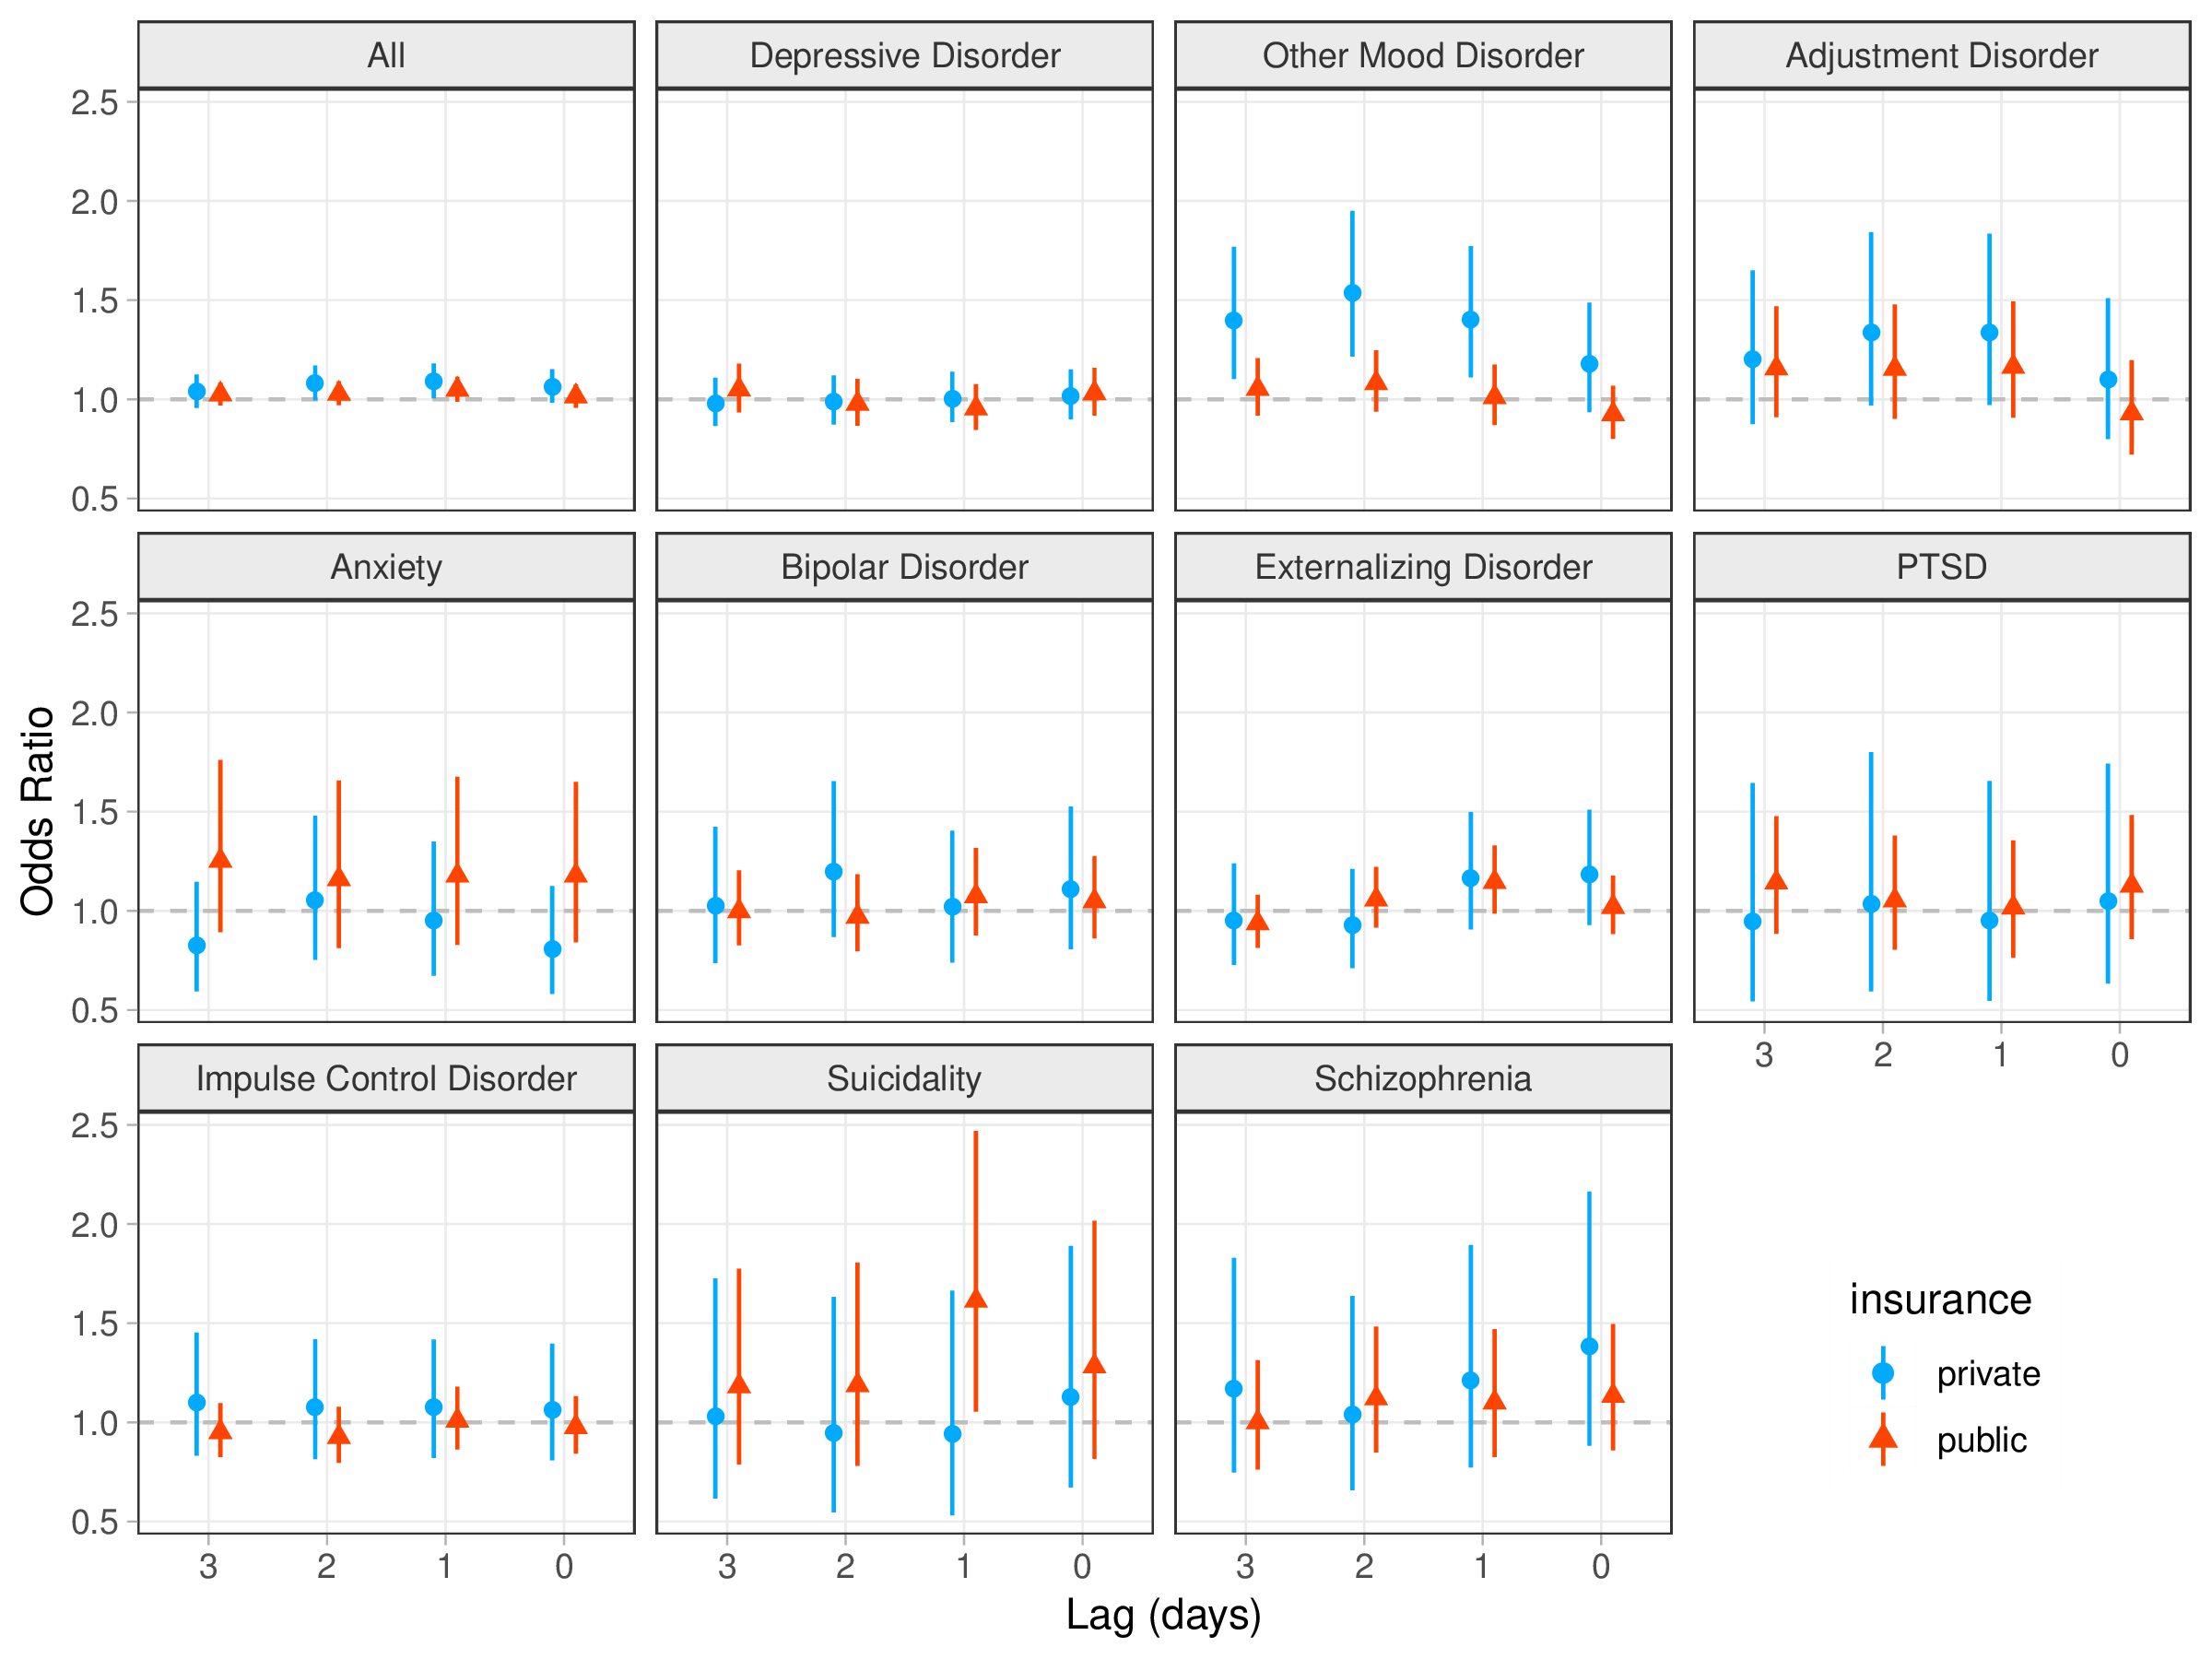 All
Depressive Disorder
Other Mood Disorder
Adjustment Disorder
2.5
2.0
1.5
1.0
0.5
Anxiety
Bipolar Disorder
Externalizing Disorder
PTSD
2.5
2.0
1.5
1.0
0.5
3 2 1 0
Impulse Control Disorder
Suicidality
Schizophrenia
2.5
2.0
1.5
1.0
0.5
3 2 1 0
3 2 1 0
3 2 1 0
Odds Ratio
Lag (days)
insurance
private
public